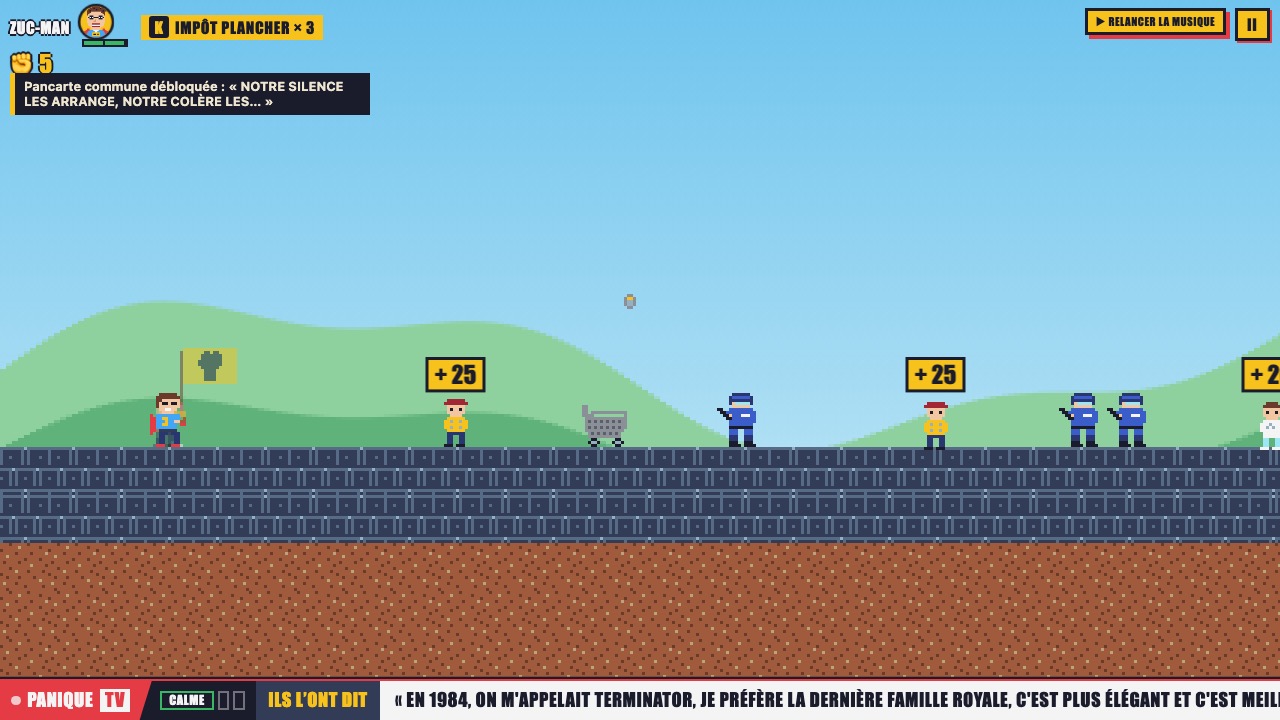 ZUC-MAN
K IMPÔT PLANCHER × 3
▶ RELANCER LA MUSIQUE
5
Pancarte commune débloquée : « NOTRE SILENCE
LES ARRANGE, NOTRE COLÈRE LES... »
+25
+25
+2
PANIQUE TV
CALME
ILS L'ONT DIT
« EN 1984, ON M'APPELAIT TERMINATOR, JE PRÉFÈRE LA DERNIÈRE FAMILLE ROYALE, C'EST PLUS ÉLÉGANT ET C'EST MEIL